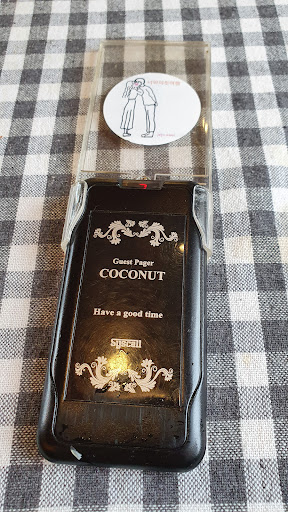 Guest Pager
COCONUT
Have a good time
Syscall